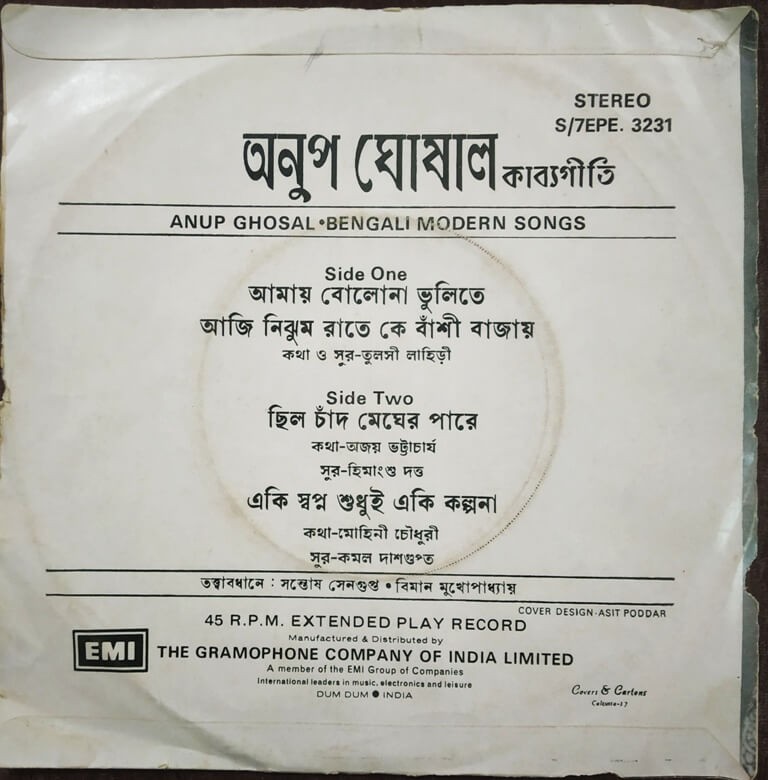 STEREO
S/7EPE. 3231
অনুপ ঘোষাল কাব্যগীতি
ANUP GHOSAL•BENGALI MODERN SONGS
Side One
আমায় বোলোনা ভুলিতে
আজি নিঝুম রাতে কে বাঁশী বাজায়
কথা ও সুর-তুলসী লাহিড়ী
Side Two
ছিল চাঁদ মেঘের পারে
কথা-অজয় ভট্টাচার্য
সুর-হিমাংশু দত্ত
একি স্বপ্ন শুধুই একি কল্পনা
কথা-মোহিনী চৌধুরী
সুর-কমল দাশগুপ্ত
তত্ত্বাবধানে : সন্তোষ সেনগুপ্ত • বিমান মুখোপাধ্যায়
COVER DESIGN-ASIT PODDAR
45 R.P.M. EXTENDED PLAY RECORD
Manufactured & Distributed by
EMI THE GRAMOPHONE COMPANY OF INDIA LIMITED
A member of the EMI Group of Companies
International leaders in music, electronics and leisure
DUM DUM ● INDIA
Covers & Cartons
Calcutta-17